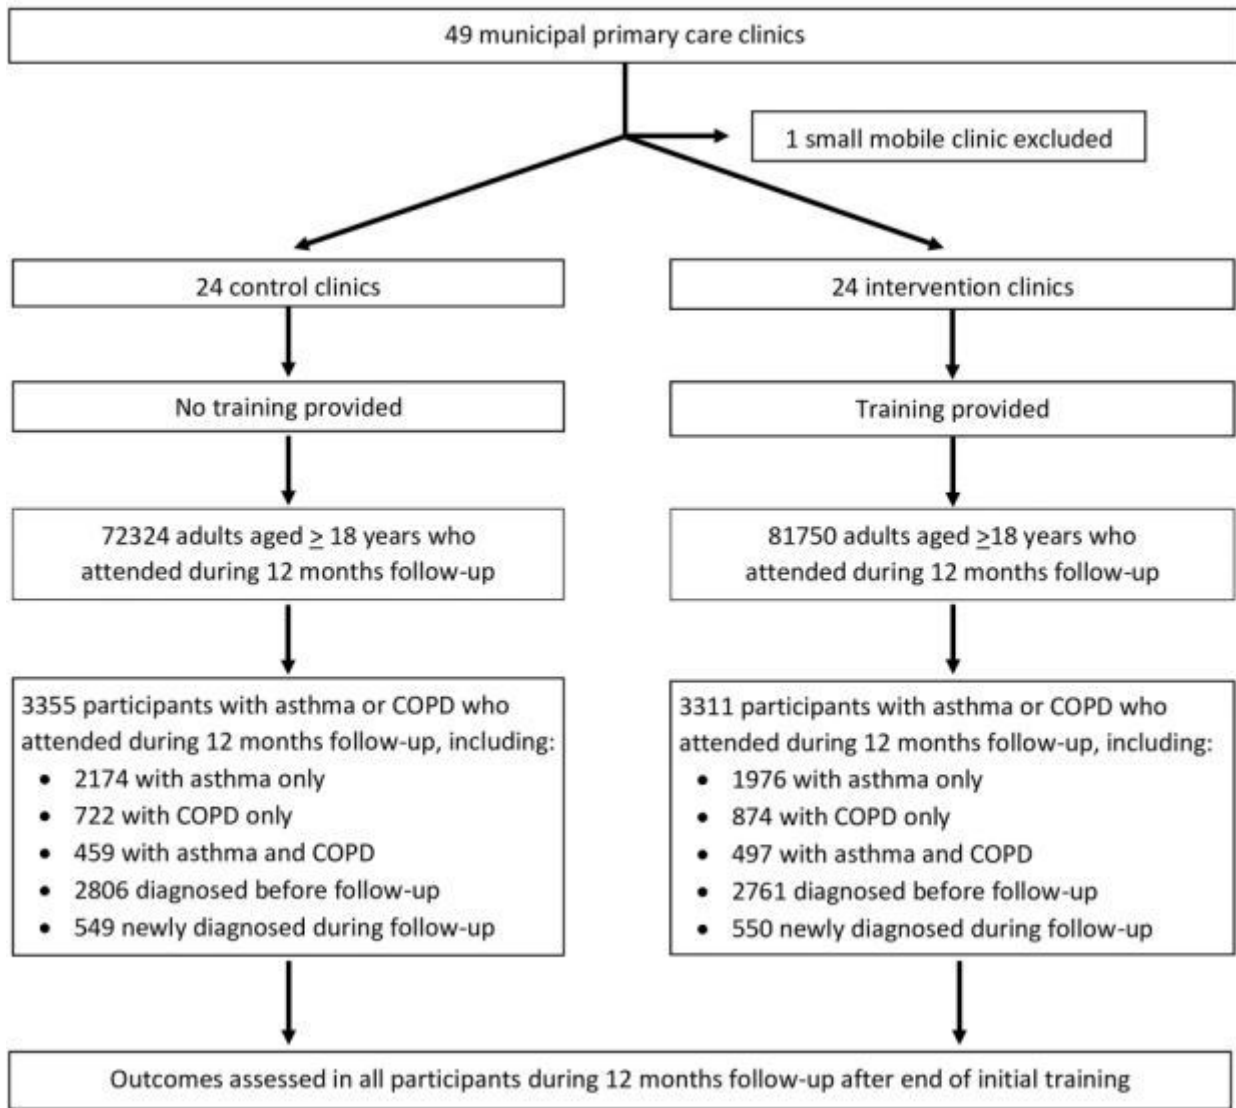 49 municipal primary care clinics
1 small mobile clinic excluded
24 control clinics
24 intervention clinics
No training provided
Training provided
72324 adults aged ≥ 18 years who
attended during 12 months follow-up
81750 adults aged ≥18 years who
attended during 12 months follow-up
3355 participants with asthma or COPD who
attended during 12 months follow-up, including:
• 2174 with asthma only
• 722 with COPD only
• 459 with asthma and COPD
• 2806 diagnosed before follow-up
• 549 newly diagnosed during follow-up
3311 participants with asthma or COPD who
attended during 12 months follow-up, including:
• 1976 with asthma only
• 874 with COPD only
• 497 with asthma and COPD
• 2761 diagnosed before follow-up
• 550 newly diagnosed during follow-up
Outcomes assessed in all participants during 12 months follow-up after end of initial training